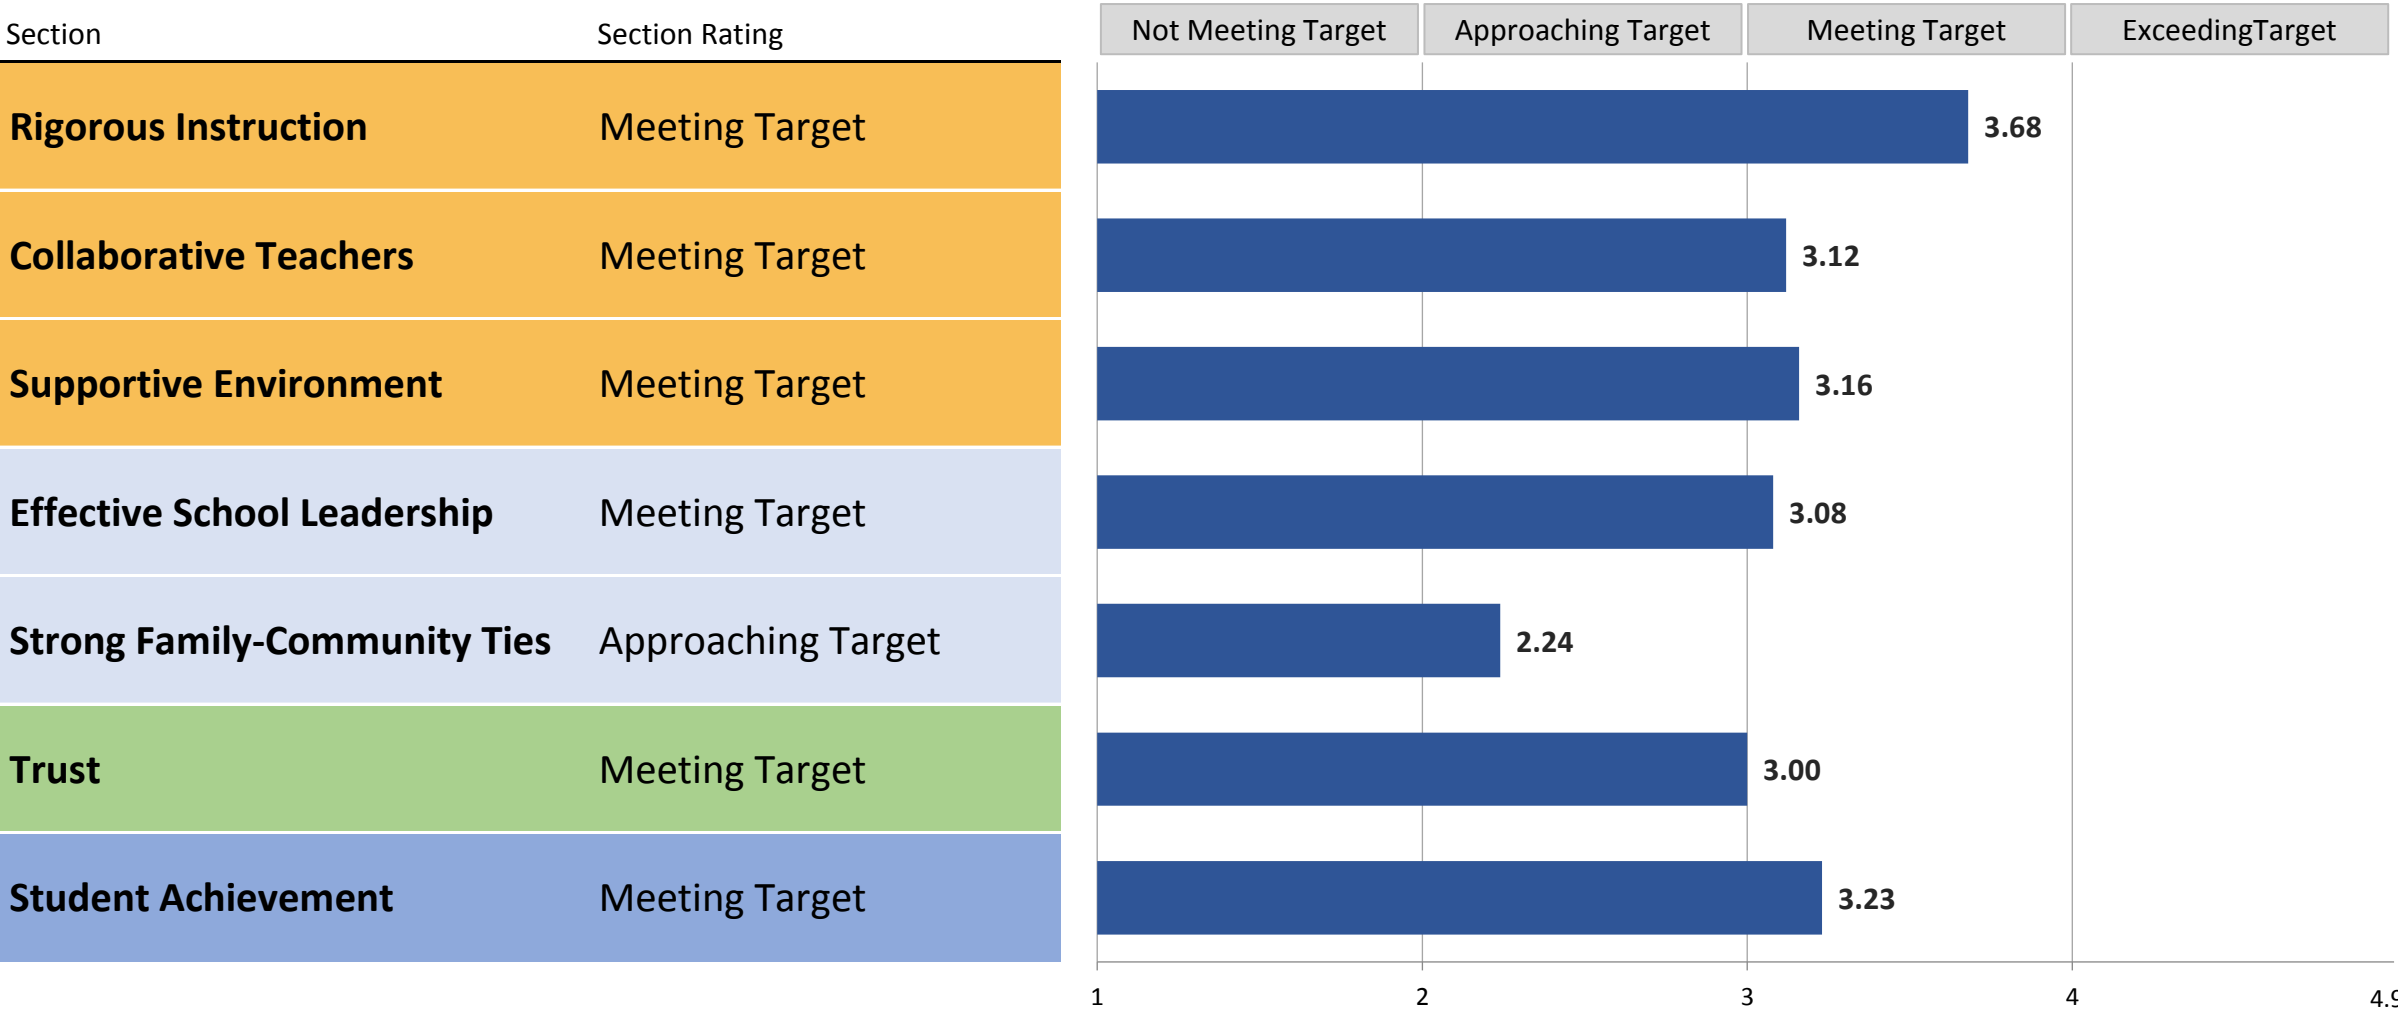 Section Section Rating Not Meeting Target Approaching Target Meeting Target ExceedingTarget
Rigorous Instruction Meeting Target 3.68
Collaborative Teachers Meeting Target 3.12
Supportive Environment Meeting Target 3.16
Effective School Leadership Meeting Target 3.08
Strong Family-Community Ties Approaching Target 2.24
Trust Meeting Target 3.00
Student Achievement Meeting Target 3.23
1 2 3 4 4.9